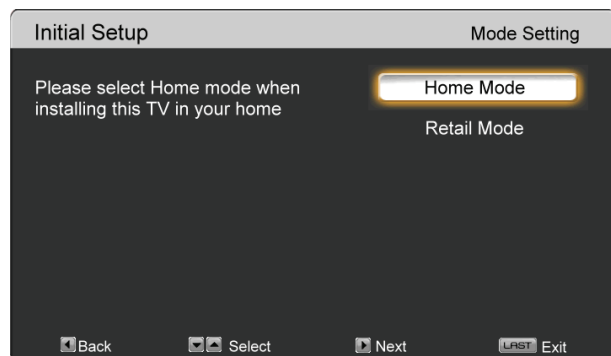 Initial Setup
Mode Setting
Please select Home mode when
installing this TV in your home
Home Mode
Retail Mode
Back
Select
Next
LAST Exit